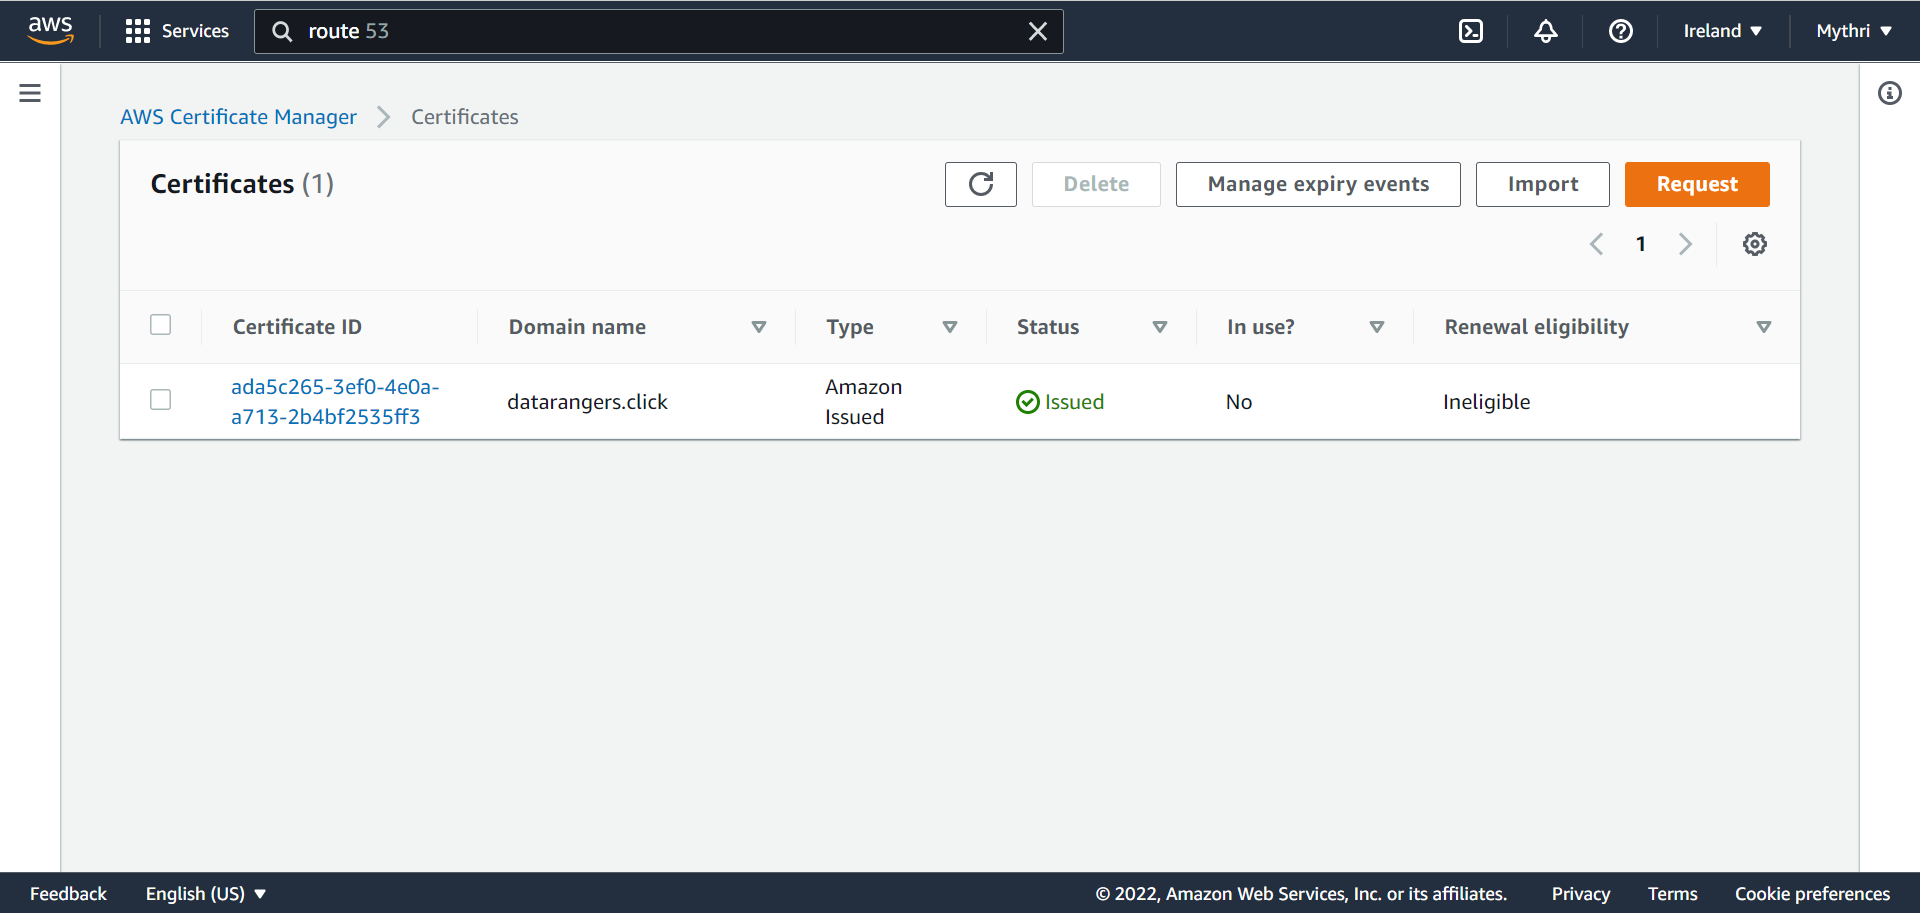 aws Services route 53 Ireland Mythri
AWS Certificate Manager Certificates
Certificates (1) Delete Manage expiry events Import Request
1
Certificate ID Domain name Type Status In use? Renewal eligibility
ada5c265-3ef0-4e0a-
a713-2b4bf2535ff3
datarangers.click
Amazon
Issued
Issued
No
Ineligible
Feedback English (US) © 2022, Amazon Web Services, Inc. or its affiliates. Privacy Terms Cookie preferences